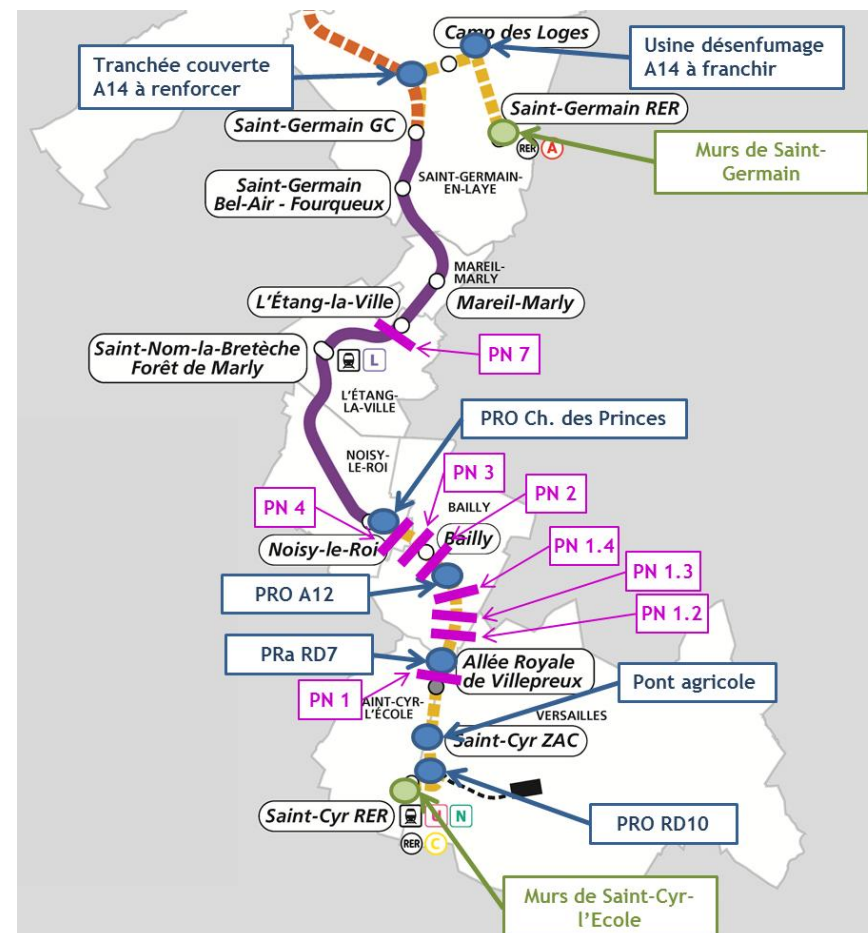 Camp des Loges
Tranchée couverte
A14 à renforcer
Usine désenfumage
A14 à franchir
Saint-Germain RER
RER A
Saint-Germain GC
Murs de Saint-
Germain
Saint-Germain
Bel-Air - Fourqueux
SAINT-GERMAIN-
EN-LAYE
MAREIL-
MARLY
L'Étang-la-Ville
Mareil-Marly
PN 7
Saint-Nom-la-Bretèche
Forêt de Marly
L
L'ÉTANG-
LA-VILLE
PRO Ch. des Princes
NOISY-
LE-ROI
PN 3
BAILLY
PN 2
PN 4
Noisy-le-Roi
Bailly
PN 1.4
PN 1.3
PRO A12
PN 1.2
PRa RD7
Allée Royale
de Villepreux
PN 1
AINT-CYR-
L'ÉCOLE
Pont agricole
VERSAILLES
Saint-Cyr ZAC
Saint-Cyr RER
N
RER C
PRO RD10
Murs de Saint-Cyr-
l'Ecole